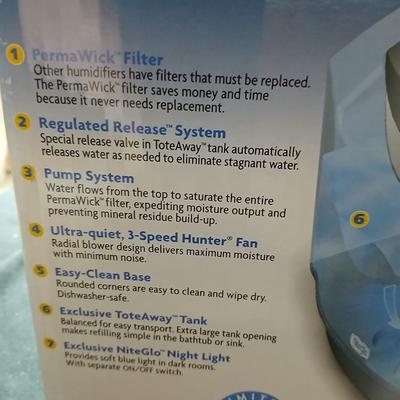 1 PermaWick™ Filter
Other humidifiers have filters that must be replaced.
The PermaWick™ filter saves money and time
because it never needs replacement.
2 Regulated Release™ System
Special release valve in ToteAway™ tank automatically
releases water as needed to eliminate stagnant water.
3 Pump System
Water flows from the top to saturate the entire
PermaWick™ filter, expediting moisture output and
preventing mineral residue build-up.
4 Ultra-quiet, 3-Speed Hunter® Fan
Radial blower design delivers maximum moisture
with minimum noise.
5 Easy-Clean Base
Rounded corners are easy to clean and wipe dry.
Dishwasher-safe.
6 Exclusive ToteAway™ Tank
Balanced for easy transport. Extra large tank opening
makes refilling simple in the bathtub or sink.
7 Exclusive NiteGlo™ Night Light
Provides soft blue light in dark rooms.
With separate ON/OFF switch.
6